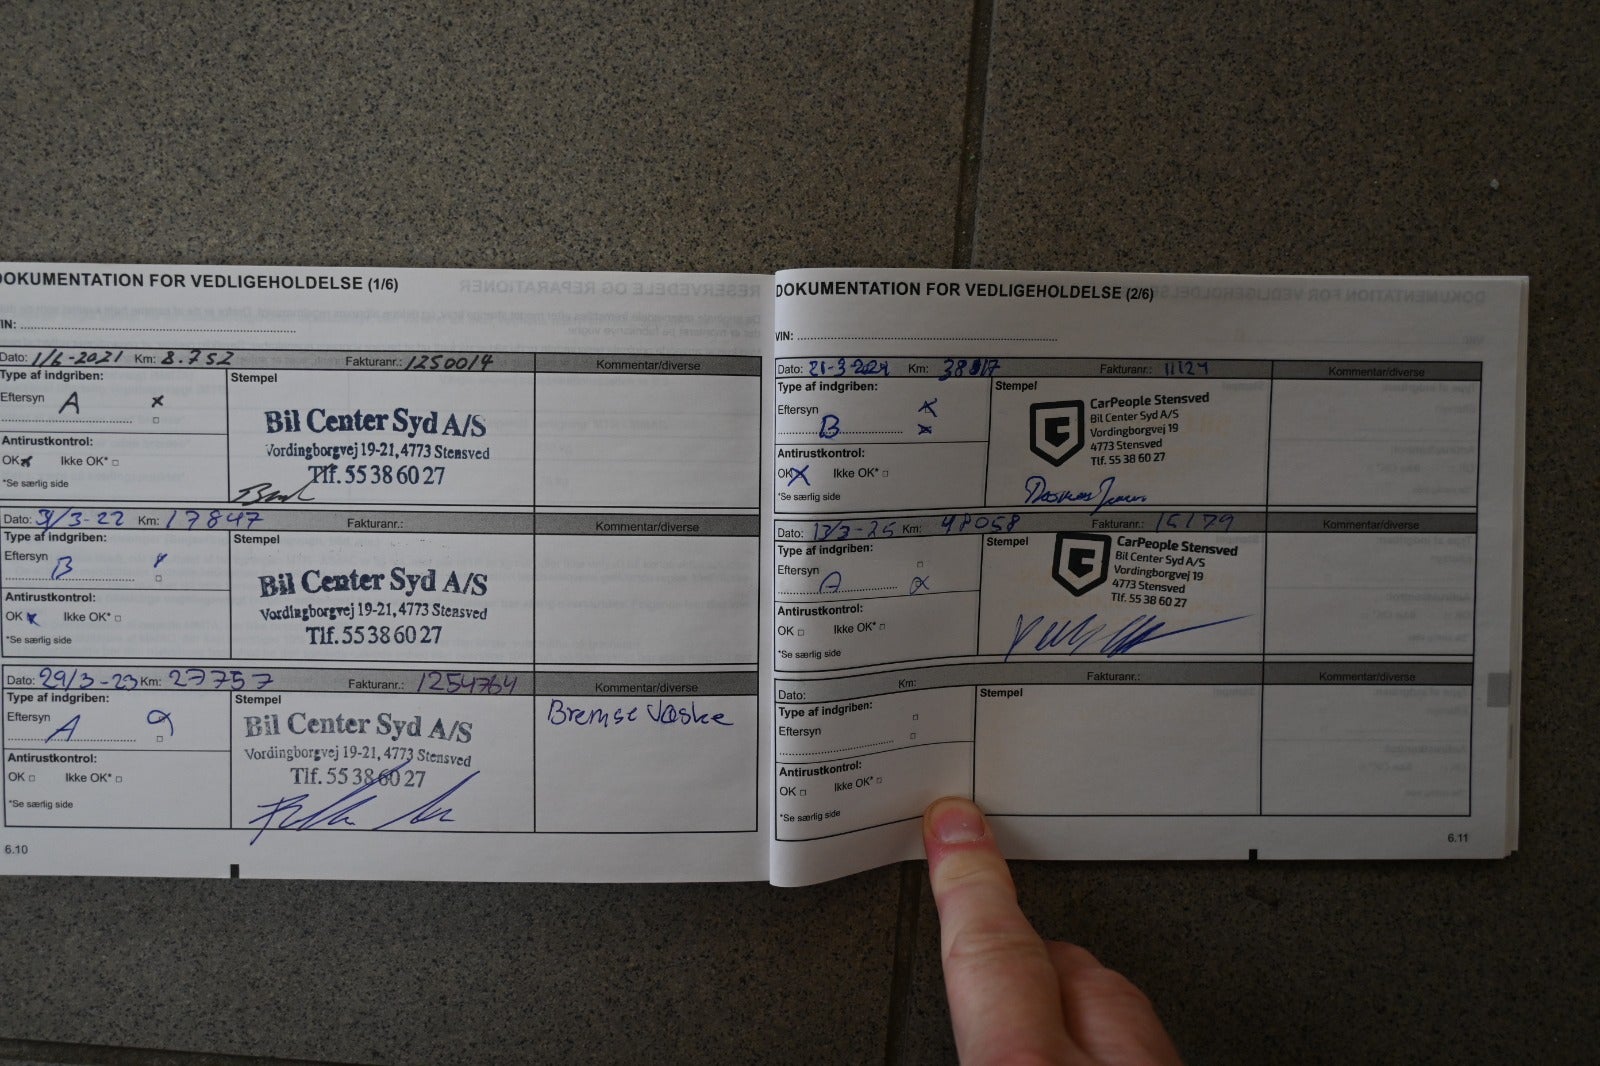 DOKUMENTATION FOR VEDLIGEHOLDELSE (1/6)
VIN:
Dato: 1/6-2021 Km: 8.752 Fakturanr.: 1250014 Kommentar/diverse
Type af indgriben:
Stempel
Eftersyn A
Antirustkontrol:
OK Ikke OK*
*Se særlig side
Bil Center Syd A/S
Vordingborgvej 19-21, 4773 Stensved
Tlf. 55 38 60 27
Dato: 31/3-22 Km: 17847 Fakturanr.: Kommentar/diverse
Type af indgriben:
Stempel
Eftersyn B
Antirustkontrol:
OK Ikke OK*
*Se særlig side
Bil Center Syd A/S
Vordingborgvej 19-21, 4773 Stensved
Tlf. 55 38 60 27
Dato: 29/3-23 Km: 27757 Fakturanr.: 1254764 Kommentar/diverse
Type af indgriben:
Stempel
Eftersyn A
Antirustkontrol:
OK Ikke OK*
*Se særlig side
Bil Center Syd A/S
Vordingborgvej 19-21, 4773 Stensved
Tlf. 55 38 60 27
Bremse Væske
6.10
DOKUMENTATION FOR VEDLIGEHOLDELSE (2/6)
VIN:
Dato: 21-3-2024 Km: Fakturanr.: 11124 Kommentar/diverse
Type af indgriben:
Stempel
Eftersyn
B
Antirustkontrol:
OK Ikke OK*
*Se særlig side
CarPeople Stensved
Bil Center Syd A/S
Vordingborgvej 19
4773 Stensved
Tlf. 55 38 60 27
Dato: 13/3-25 Km: 48058 Fakturanr.: 15179 Kommentar/diverse
Type af indgriben:
Stempel
Eftersyn
A
Antirustkontrol:
OK Ikke OK*
*Se særlig side
CarPeople Stensved
Bil Center Syd A/S
Vordingborgvej 19
4773 Stensved
Tlf. 55 38 60 27
Dato: Km: Fakturanr.: Kommentar/diverse
Type af indgriben:
Stempel
Eftersyn
Antirustkontrol:
OK Ikke OK*
*Se særlig side
6.11